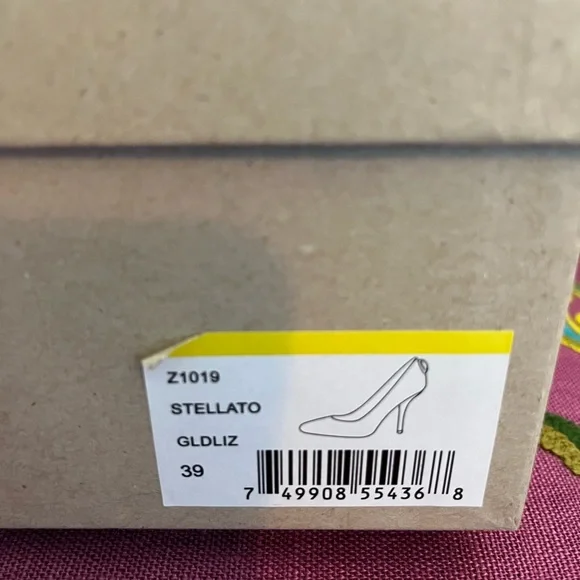 Z1019
STELLATO
GLDLIZ
39
7 49908 55436 8